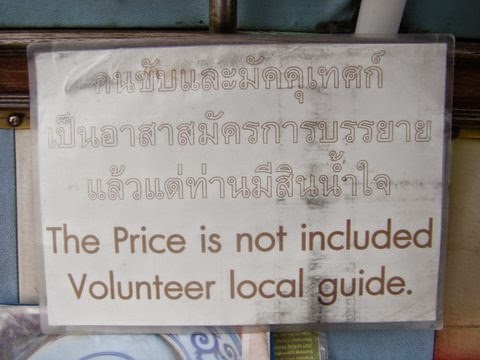 คนขับและมัคคุเทศก์
เป็นอาสาสมัครการบรรยาย
แล้วแต่ท่านมีสินน้ำใจ
The Price is not included
Volunteer local guide.